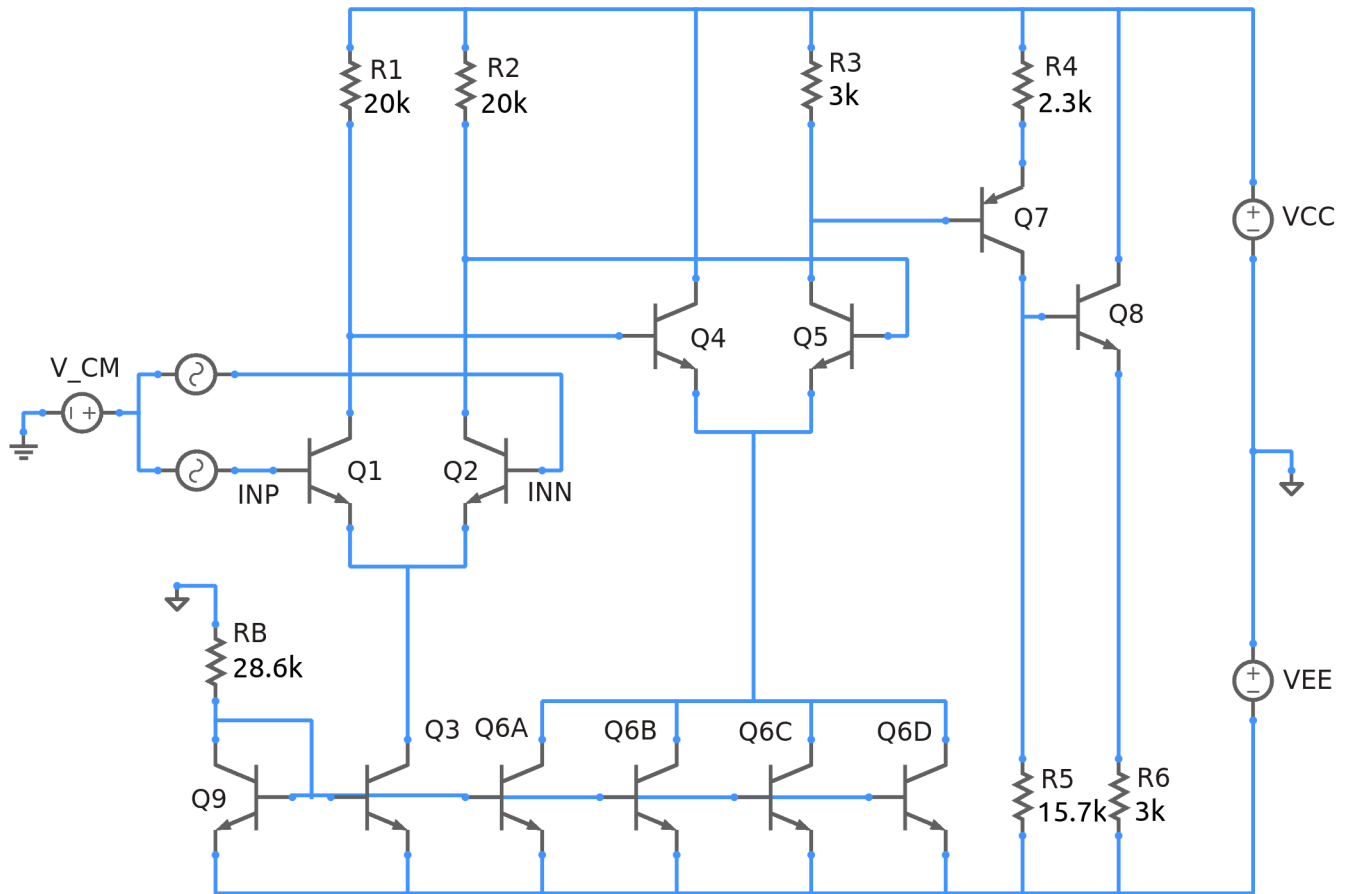 R1
20k
R2
20k
R3
3k
R4
2.3k
Q7
VCC
Q4
Q5
Q8
V_CM
Q1
Q2
INP
INN
RB
28.6k
VEE
Q3
Q6A
Q6B
Q6C
Q6D
Q9
R5
15.7k
R6
3k